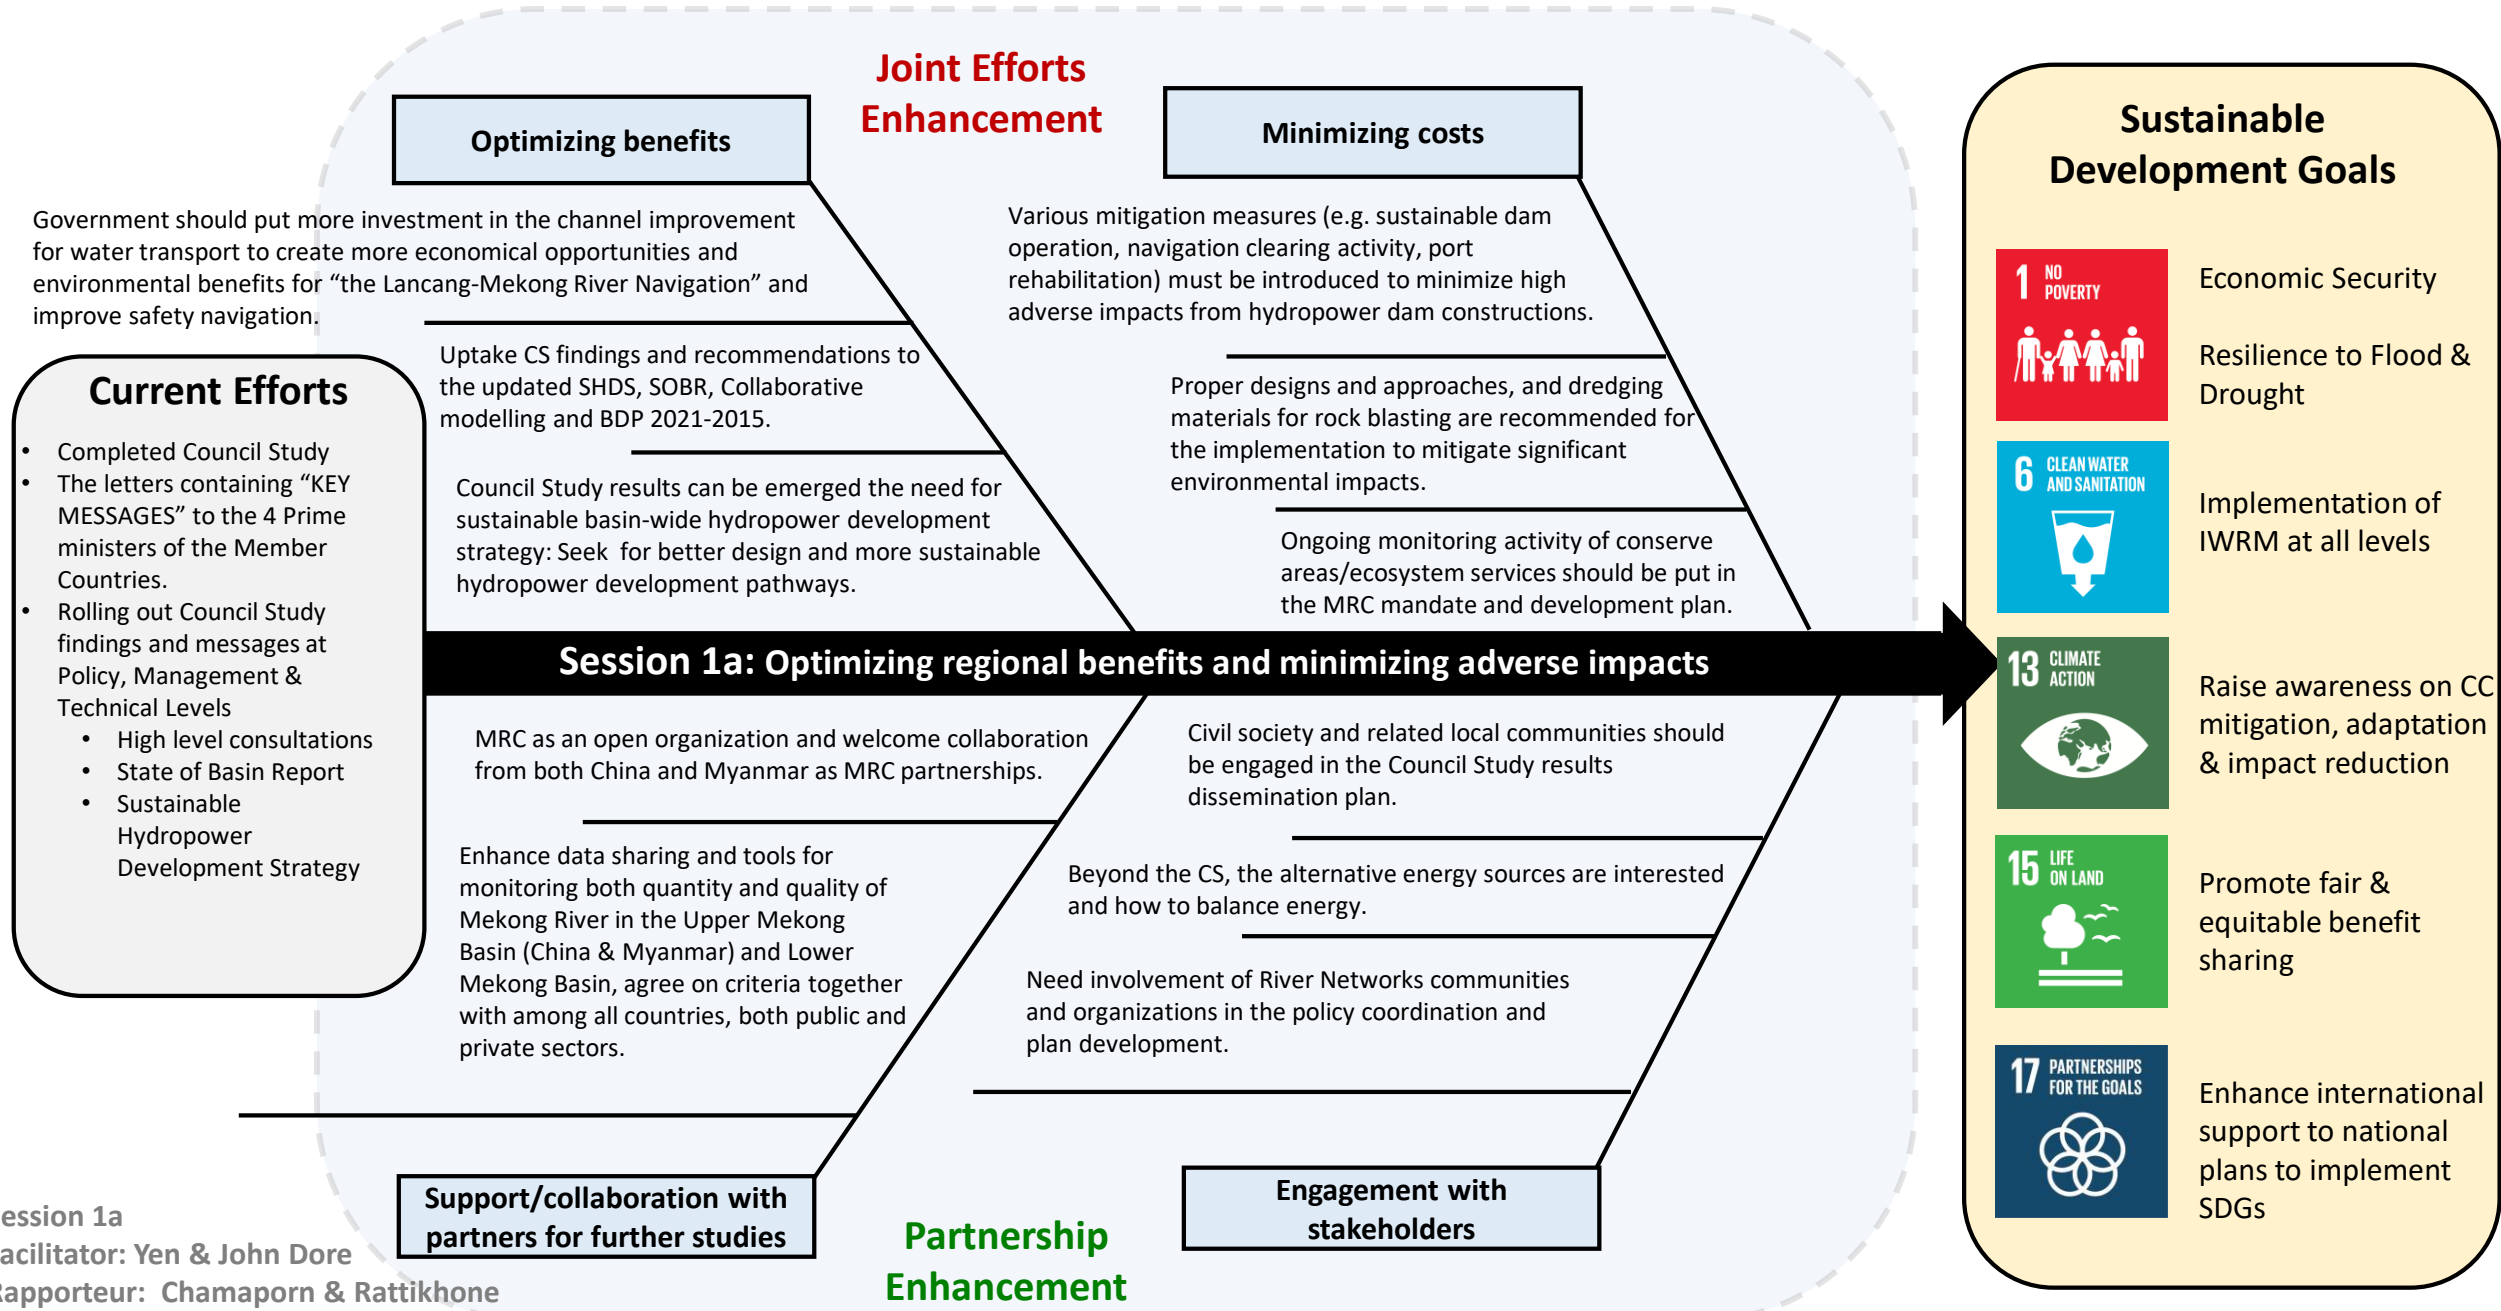 Joint Efforts
Enhancement
Optimizing benefits
Minimizing costs
Government should put more investment in the channel improvement
for water transport to create more economical opportunities and
environmental benefits for “the Lancang-Mekong River Navigation” and
improve safety navigation.
Uptake CS findings and recommendations to
the updated SHDS, SOBR, Collaborative
modelling and BDP 2021-2015.
Council Study results can be emerged the need for
sustainable basin-wide hydropower development
strategy: Seek for better design and more sustainable
hydropower development pathways.
Various mitigation measures (e.g. sustainable dam
operation, navigation clearing activity, port
rehabilitation) must be introduced to minimize high
adverse impacts from hydropower dam constructions.
Proper designs and approaches, and dredging
materials for rock blasting are recommended for
the implementation to mitigate significant
environmental impacts.
Ongoing monitoring activity of conserve
areas/ecosystem services should be put in
the MRC mandate and development plan.
Current Efforts
• Completed Council Study
• The letters containing “KEY
MESSAGES” to the 4 Prime
ministers of the Member
Countries.
• Rolling out Council Study
findings and messages at
Policy, Management &
Technical Levels
• High level consultations
• State of Basin Report
• Sustainable
Hydropower
Development Strategy
Session 1a: Optimizing regional benefits and minimizing adverse impacts
MRC as an open organization and welcome collaboration
from both China and Myanmar as MRC partnerships.
Enhance data sharing and tools for
monitoring both quantity and quality of
Mekong River in the Upper Mekong
Basin (China & Myanmar) and Lower
Mekong Basin, agree on criteria together
with among all countries, both public and
private sectors.
Civil society and related local communities should
be engaged in the Council Study results
dissemination plan.
Beyond the CS, the alternative energy sources are interested
and how to balance energy.
Need involvement of River Networks communities
and organizations in the policy coordination and
plan development.
Support/collaboration with
partners for further studies
Engagement with
stakeholders
Partnership
Enhancement
ession 1a
acilitator: Yen & John Dore
Rapporteur: Chamaporn & Rattikhone
Sustainable
Development Goals
1 NO
POVERTY
Economic Security
Resilience to Flood &
Drought
6 CLEAN WATER
AND SANITATION
Implementation of
IWRM at all levels
13 CLIMATE
ACTION
Raise awareness on CC
mitigation, adaptation
& impact reduction
15 LIFE
ON LAND
Promote fair &
equitable benefit
sharing
17 PARTNERSHIPS
FOR THE GOALS
Enhance international
support to national
plans to implement
SDGs